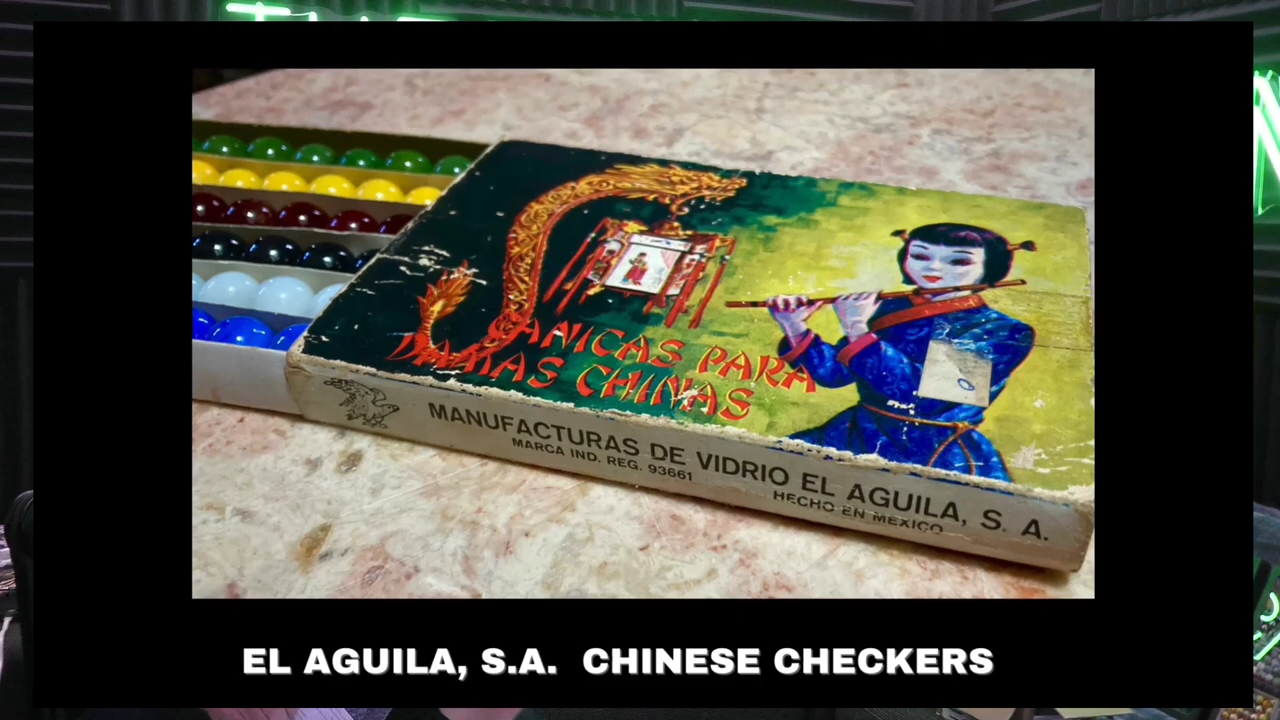 CANICAS PARA
DAMAS CHINAS
MANUFACTURAS DE VIDRIO EL AGUILA, S. A.
MARCA IND. REG. 93661
HECHO EN MEXICO
EL AGUILA, S.A. CHINESE CHECKERS